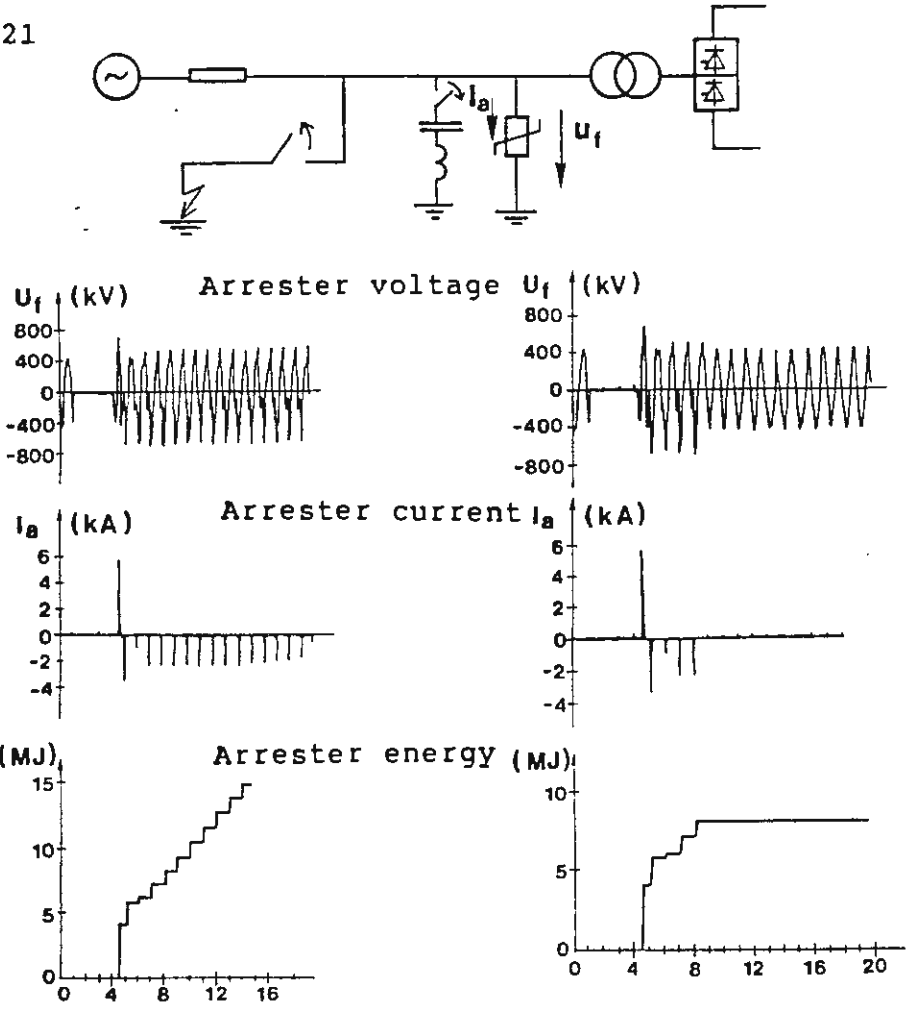 21
~
Ia
uf
Uf (kV) Arrester voltage Uf (kV)
800 800
400 400
0 0
-400 -400
-800 -800
Ia (kA) Arrester current Ia (kA)
6 6
4 4
2 2
0 0
-2 -2
-4 -4
(MJ) Arrester energy (MJ)
15 10
10 5
5 0
0
0 4 8 12 16 0 4 8 12 16 20